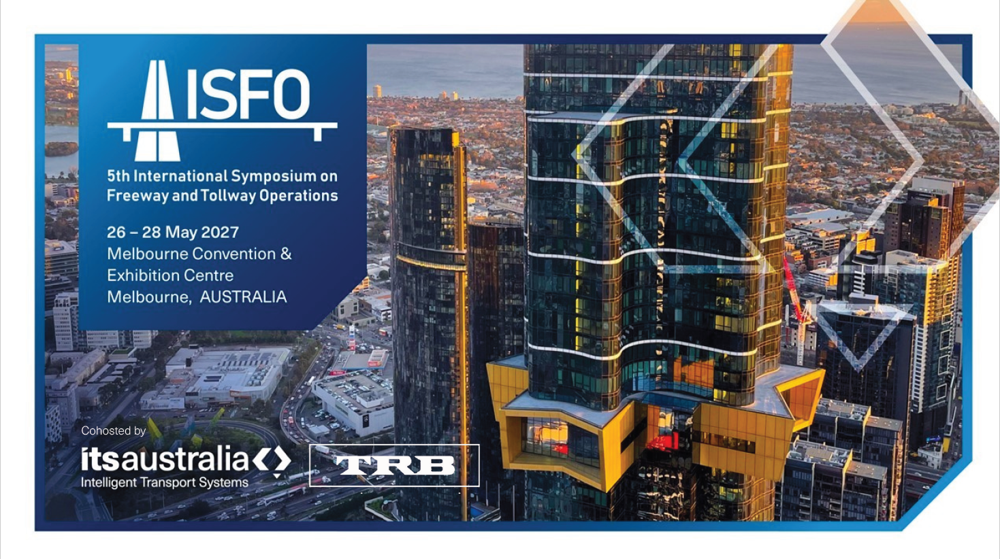 ISFO
5th International Symposium on
Freeway and Tollway Operations
26 – 28 May 2027
Melbourne Convention &
Exhibition Centre
Melbourne, AUSTRALIA
Cohosted by
itsaustralia
Intelligent Transport Systems
TRB